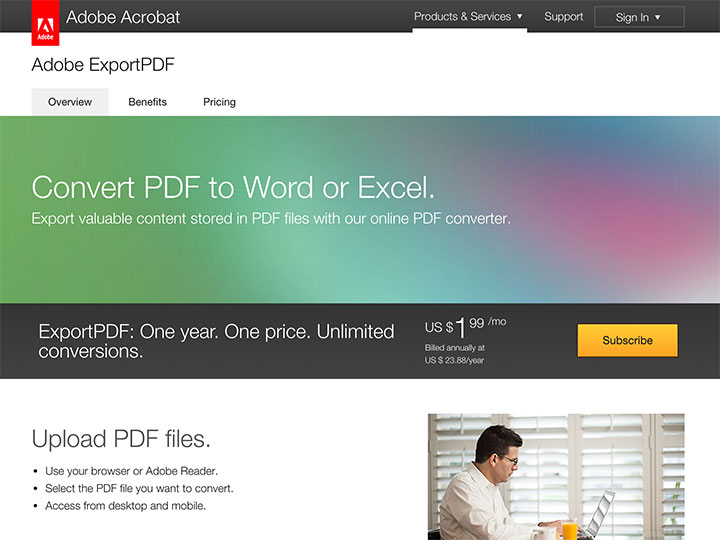 Adobe
Adobe Acrobat
Products & Services ▼
Support
Sign In ▼
Adobe ExportPDF
Overview
Benefits
Pricing
Convert PDF to Word or Excel.
Export valuable content stored in PDF files with our online PDF converter.
ExportPDF: One year. One price. Unlimited
conversions.
US $1 99 /mo
Billed annually at
US $ 23.88/year
Subscribe
Upload PDF files.
• Use your browser or Adobe Reader.
• Select the PDF file you want to convert.
• Access from desktop and mobile.